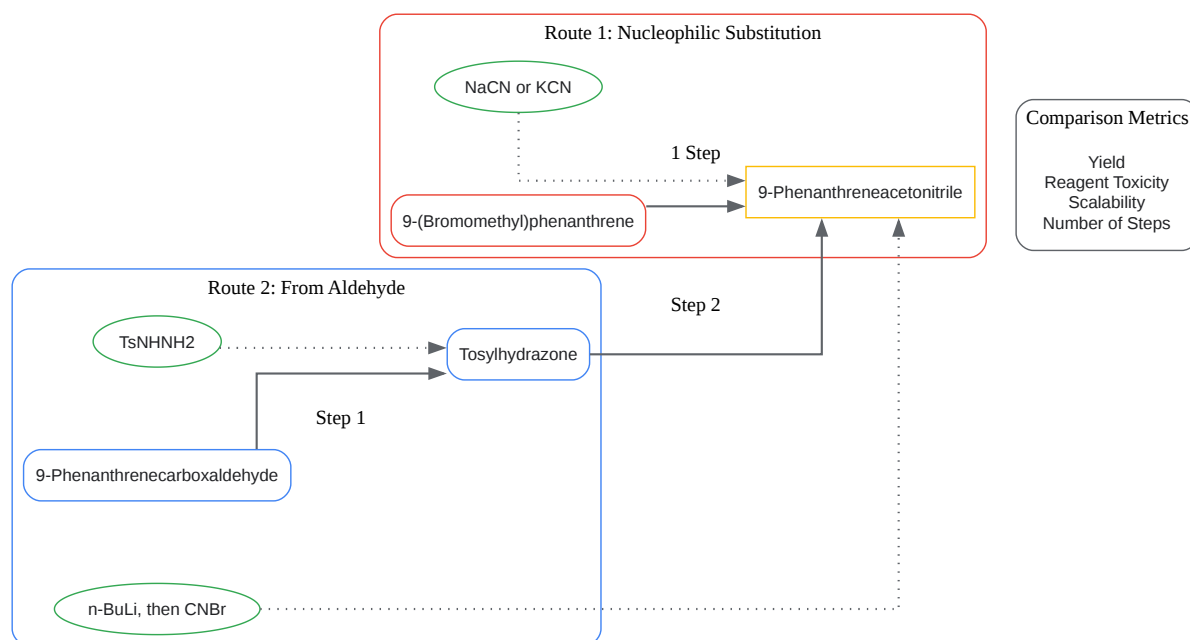 Route 1: Nucleophilic Substitution
NaCN or KCN
1 Step
9-Phenanthreneacetonitrile
9-(Bromomethyl)phenanthrene
Comparison Metrics
Yield
Reagent Toxicity
Scalability
Number of Steps
Route 2: From Aldehyde
Step 2
TsNHNH2
Tosylhydrazone
Step 1
9-Phenanthrenecarboxaldehyde
n-BuLi, then CNBr